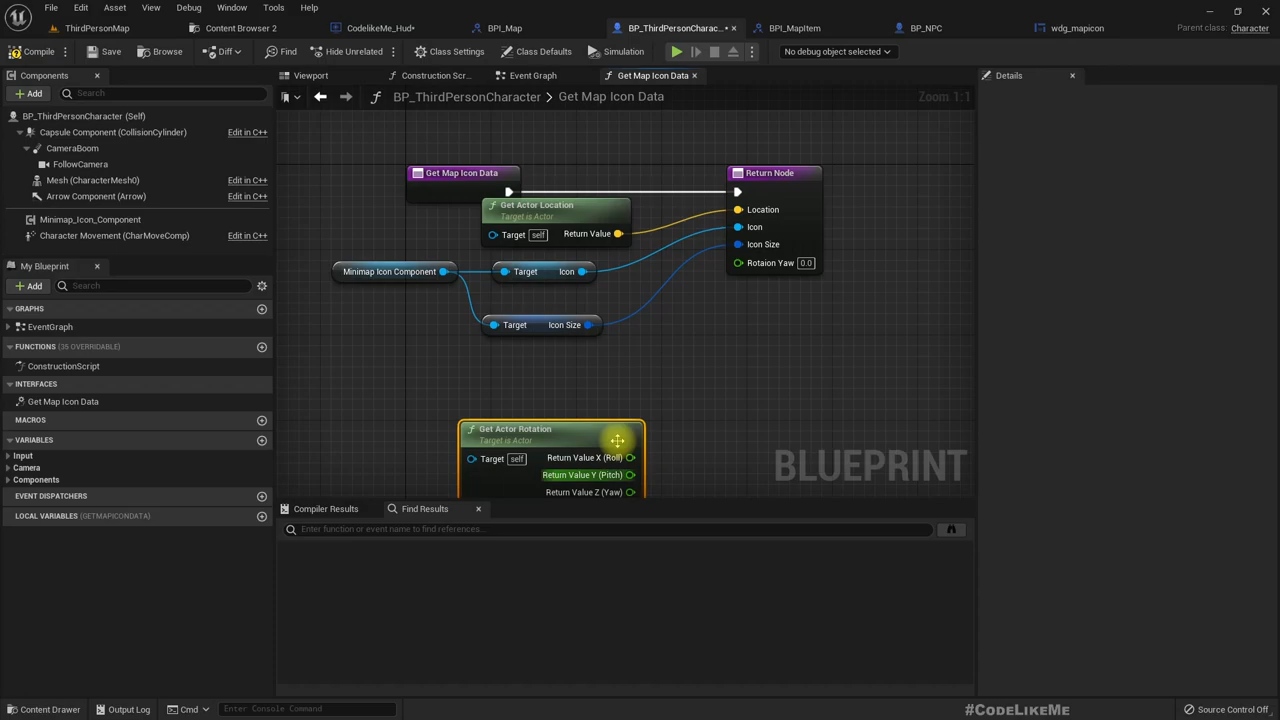 File Edit Asset View Debug Window Tools Help
ThirdPersonMap Content Browser 2 CodelikeMe_Hud* BPI_Map BP_ThirdPersonCharac... • BPI_MapItem BP_NPC wdg_mapicon Parent class: Character
Compile Save Browse Diff Find Hide Unrelated Class Settings Class Defaults Simulation No debug object selected
Components Viewport Construction Scr... Event Graph Get Map Icon Data Details
+ Add Search BP_ThirdPersonCharacter > Get Map Icon Data Zoom 1:1
BP_ThirdPersonCharacter (Self)
Capsule Component (CollisionCylinder) Edit in C++
CameraBoom Edit in C++
FollowCamera Edit in C++
Mesh (CharacterMesh0) Edit in C++
Arrow Component (Arrow) Edit in C++
Minimap_Icon_Component Edit in C++
Character Movement (CharMoveComp) Edit in C++
My Blueprint
+ Add Search
GRAPHS
EventGraph
FUNCTIONS (35 OVERRIDABLE)
ConstructionScript
INTERFACES
Get Map Icon Data
MACROS
VARIABLES
Input
Camera
Components
EVENT DISPATCHERS
LOCAL VARIABLES (GETMAPICONDATA)
Get Map Icon Data
Get Actor Location
Target is Actor
Target self Return Value
Minimap Icon Component
Target Icon
Target Icon Size
Return Node
Location
Icon
Icon Size
Rotaion Yaw 0.0
Get Actor Rotation
Target is Actor
Target self Return Value X (Roll)
Return Value Y (Pitch)
Return Value Z (Yaw)
BLUEPRINT
Compiler Results Find Results
Enter function or event name to find references...
Content Drawer Output Log Cmd Enter Console Command #CODELIKEME Source Control Off